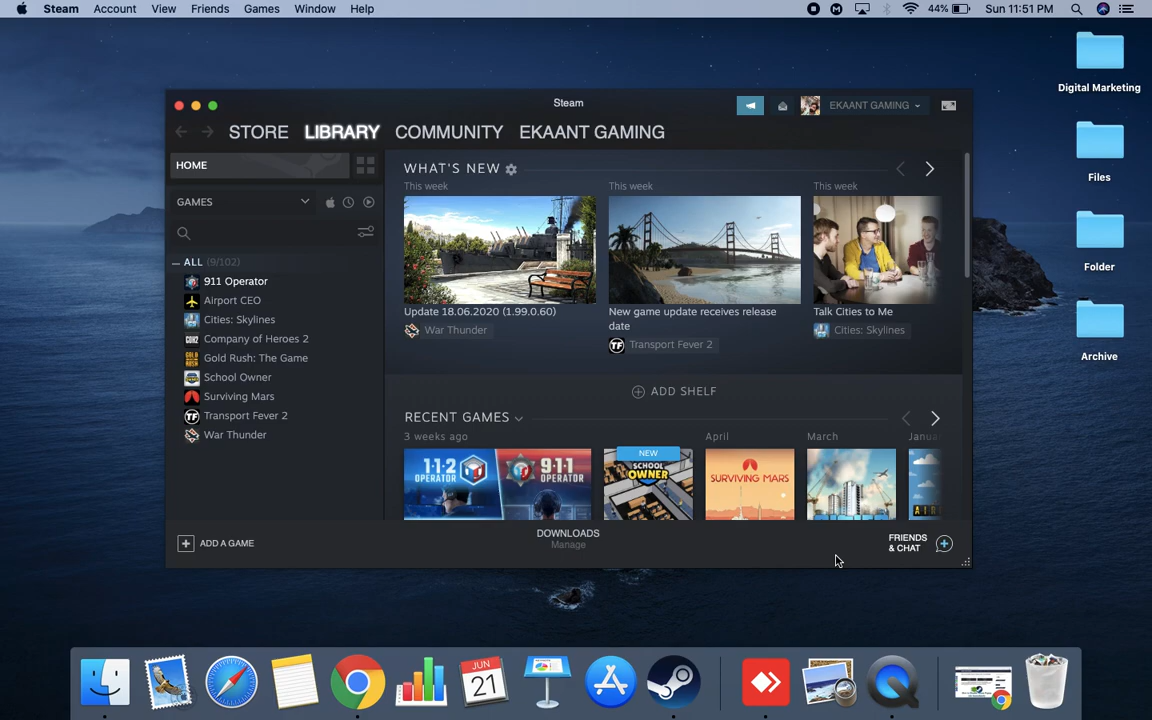 Steam Account View Friends Games Window Help 44% Sun 11:51 PM
Digital Marketing
Files
Folder
Archive
Steam
EKAANT GAMING
STORE LIBRARY COMMUNITY EKAANT GAMING
HOME
GAMES
ALL (9/102)
911 Operator
Airport CEO
Cities: Skylines
Company of Heroes 2
Gold Rush: The Game
School Owner
Surviving Mars
Transport Fever 2
War Thunder
WHAT'S NEW
This week This week This week
Update 18.06.2020 (1.99.0.60)
War Thunder
New game update receives release
date
Transport Fever 2
Talk Cities to Me
Cities: Skylines
ADD SHELF
RECENT GAMES
3 weeks ago April March
112 OPERATOR
911 OPERATOR
NEW
SCHOOL
OWNER
SURVIVING MARS
ADD A GAME
DOWNLOADS
Manage
FRIENDS
& CHAT
JUN
21